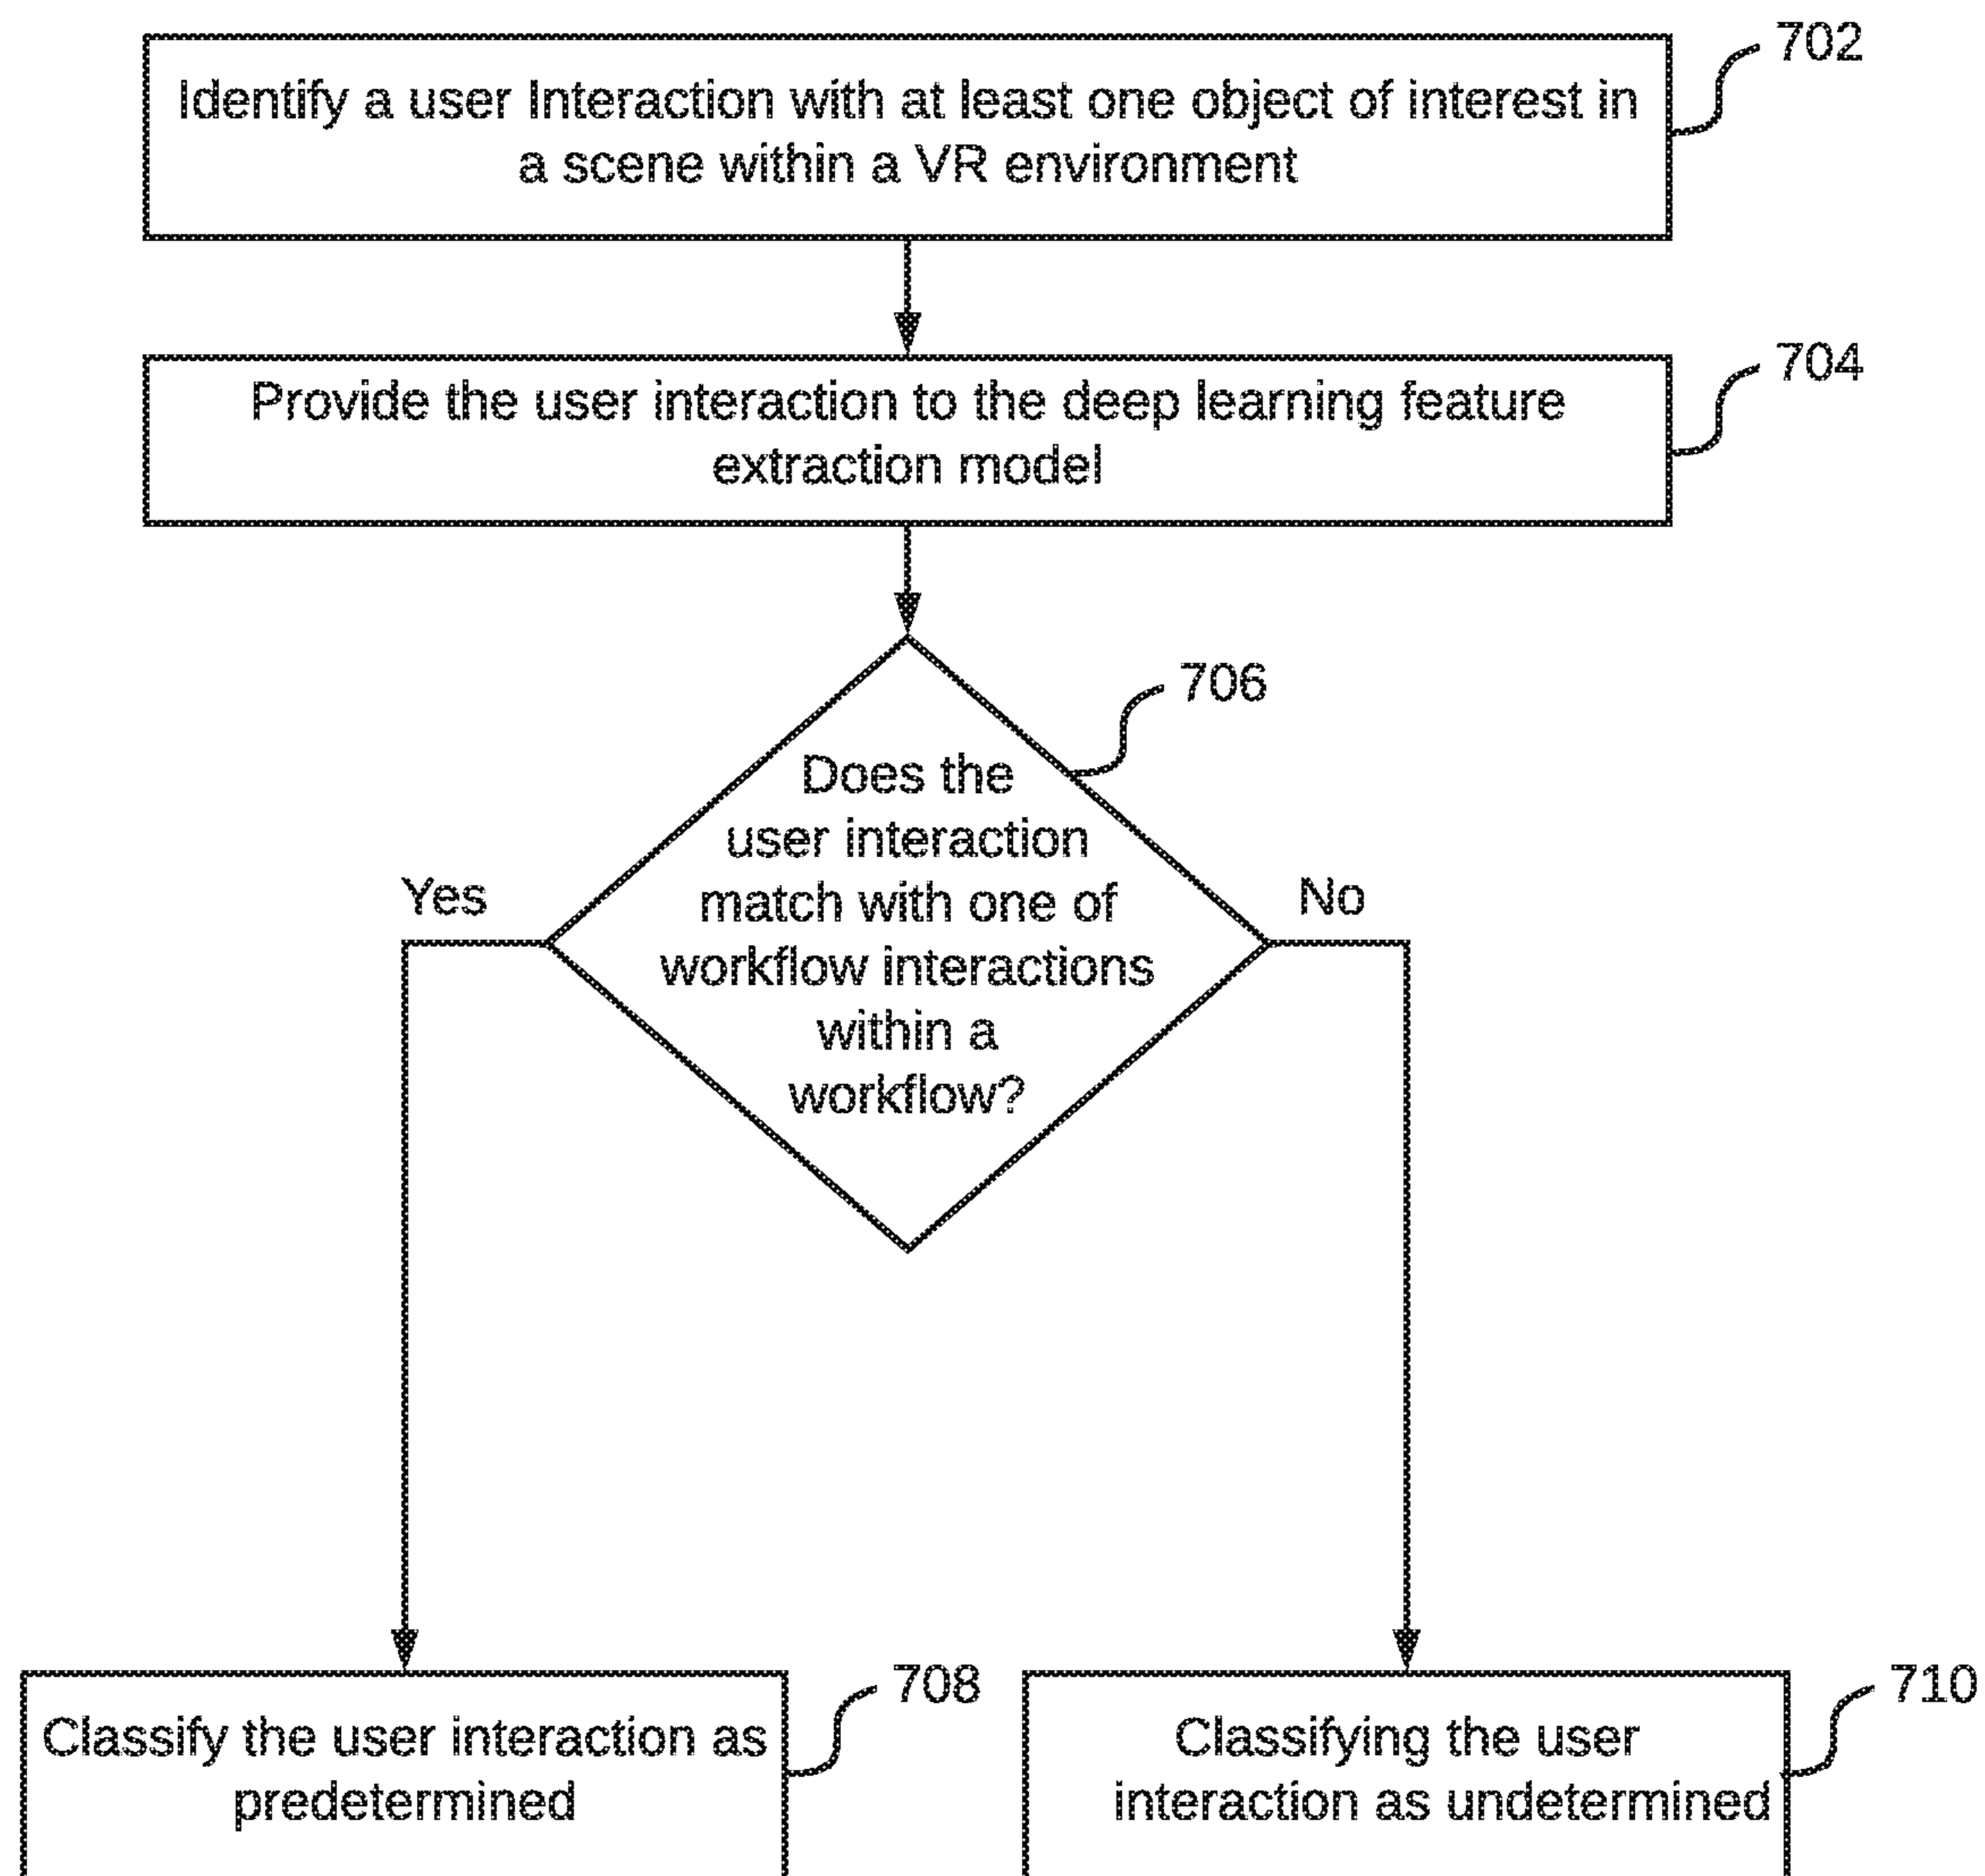 702
Identify a user Interaction with at least one object of interest in
a scene within a VR environment
704
Provide the user interaction to the deep learning feature
extraction model
706
Does the
user interaction
match with one of
workflow interactions
within a
workflow?
Yes
No
708
Classify the user interaction as
predetermined
710
Classifying the user
interaction as undetermined